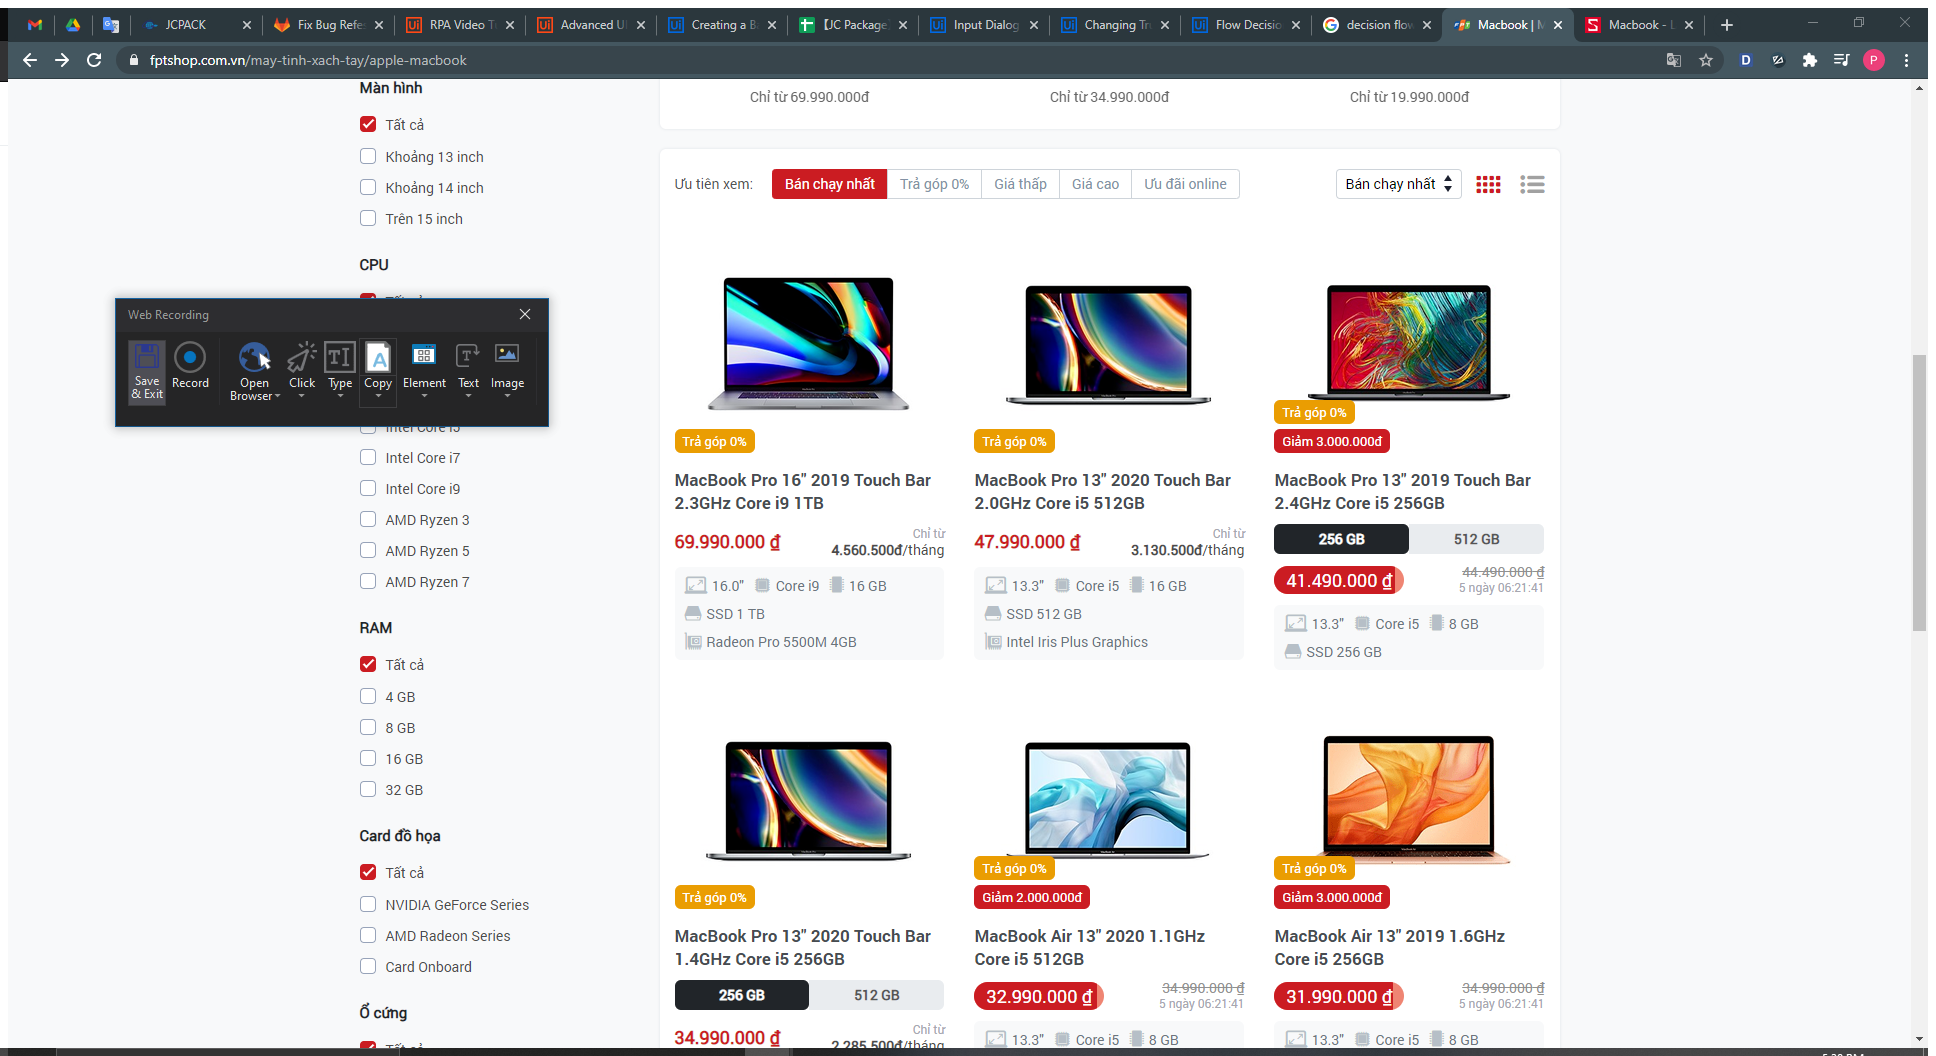 JCPACK
Fix Bug Refe
RPA Video T
Advanced UI
Creating a B
【JC Package
Input Dialog
Changing Tr
Flow Decisio
decision flow
Macbook | M
Macbook - L
fptshop.com.vn/may-tinh-xach-tay/apple-macbook
D
P
Màn hình
Tất cả
Khoảng 13 inch
Khoảng 14 inch
Trên 15 inch
CPU
Web Recording
Save & Exit
Record
Open Browser
Click
Type
Copy
Element
Text
Image
Intel Core i5
Intel Core i7
Intel Core i9
AMD Ryzen 3
AMD Ryzen 5
AMD Ryzen 7
RAM
Tất cả
4 GB
8 GB
16 GB
32 GB
Card đồ họa
Tất cả
NVIDIA GeForce Series
AMD Radeon Series
Card Onboard
Ổ cứng
Tất cả
Chỉ từ 69.990.000đ
Chỉ từ 34.990.000đ
Chỉ từ 19.990.000đ
Ưu tiên xem:
Bán chạy nhất
Trả góp 0%
Giá thấp
Giá cao
Ưu đãi online
Bán chạy nhất
Trả góp 0%
MacBook Pro 16" 2019 Touch Bar
2.3GHz Core i9 1TB
69.990.000 ₫
Chỉ từ
4.560.500đ/tháng
16.0" Core i9 16 GB
SSD 1 TB
Radeon Pro 5500M 4GB
Trả góp 0%
MacBook Pro 13" 2020 Touch Bar
2.0GHz Core i5 512GB
47.990.000 ₫
Chỉ từ
3.130.500đ/tháng
13.3" Core i5 16 GB
SSD 512 GB
Intel Iris Plus Graphics
Trả góp 0%
Giảm 3.000.000đ
MacBook Pro 13" 2019 Touch Bar
2.4GHz Core i5 256GB
256 GB
512 GB
41.490.000 ₫
44.490.000 ₫
5 ngày 06:21:41
13.3" Core i5 8 GB
SSD 256 GB
Trả góp 0%
MacBook Pro 13" 2020 Touch Bar
1.4GHz Core i5 256GB
256 GB
512 GB
34.990.000 ₫
Chỉ từ
2.285.500đ/tháng
Trả góp 0%
Giảm 2.000.000đ
MacBook Air 13" 2020 1.1GHz
Core i5 512GB
32.990.000 ₫
34.990.000 ₫
5 ngày 06:21:41
13.3" Core i5 8 GB
Trả góp 0%
Giảm 3.000.000đ
MacBook Air 13" 2019 1.6GHz
Core i5 256GB
31.990.000 ₫
34.990.000 ₫
5 ngày 06:21:41
13.3" Core i5 8 GB